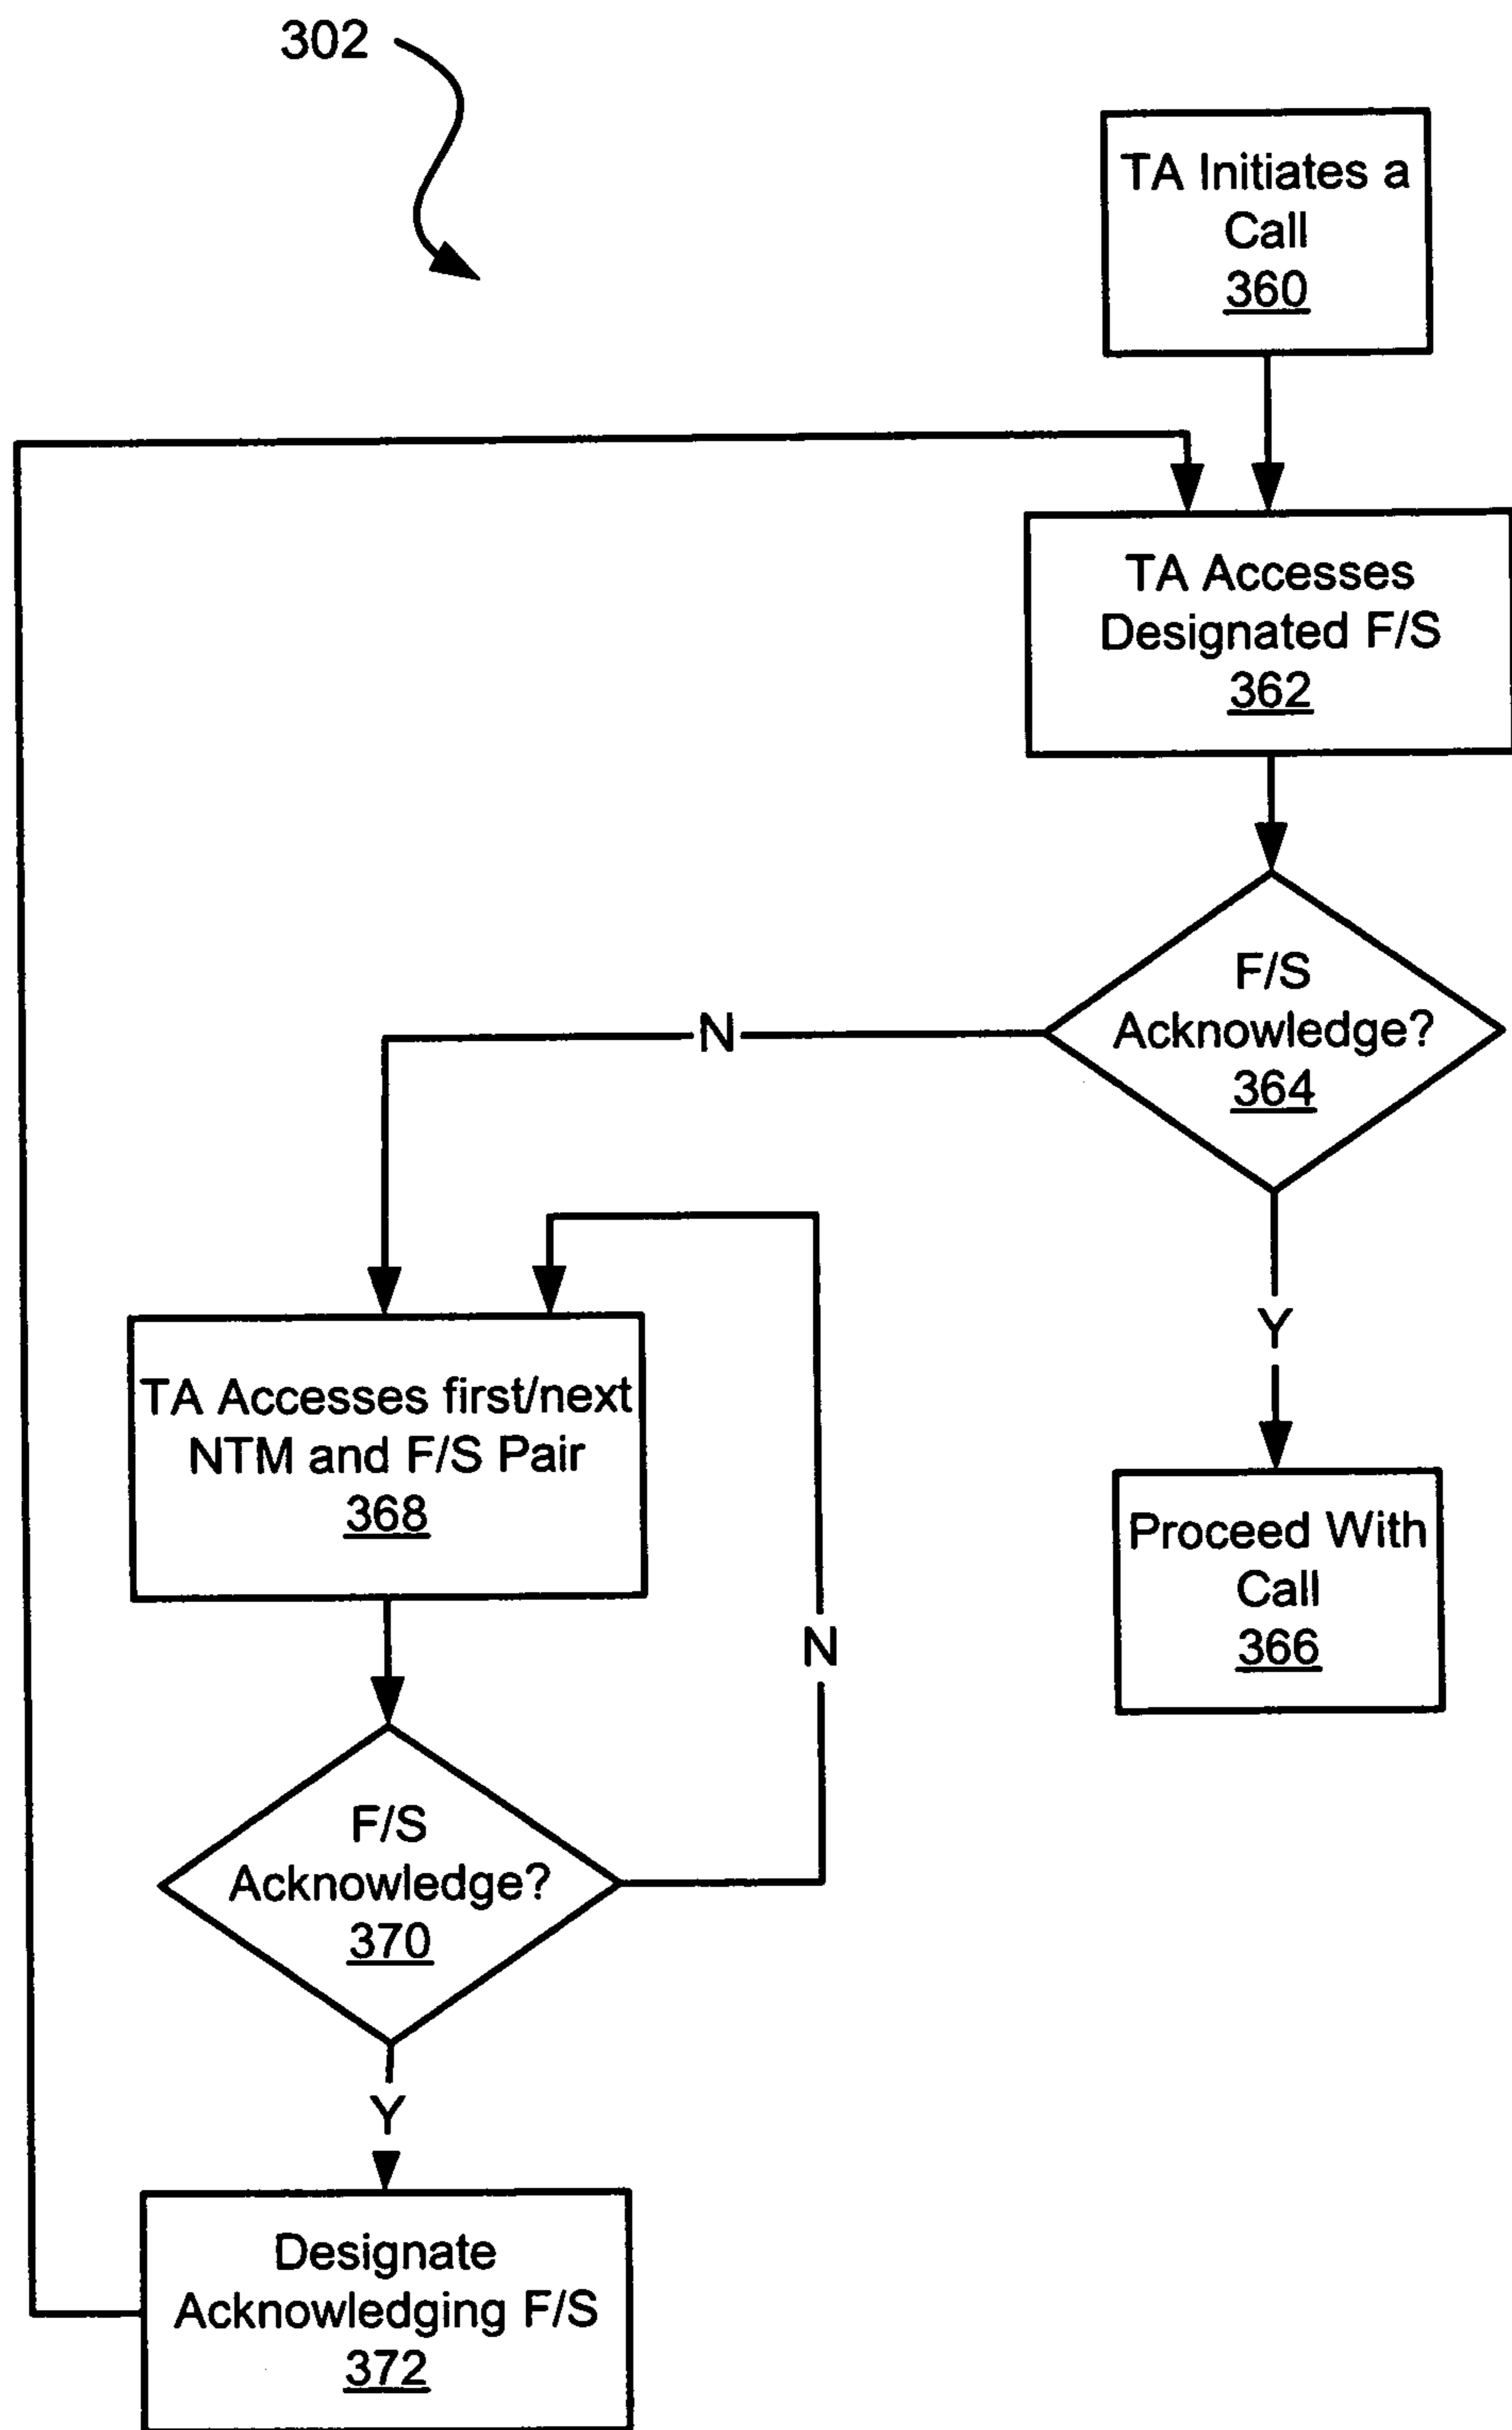 302
TA Initiates a
Call
360
TA Accesses
Designated F/S
362
F/S
Acknowledge?
364
N
Y
TA Accesses first/next
NTM and F/S Pair
368
Proceed With
Call
366
N
F/S
Acknowledge?
370
Y
Designate
Acknowledging F/S
372